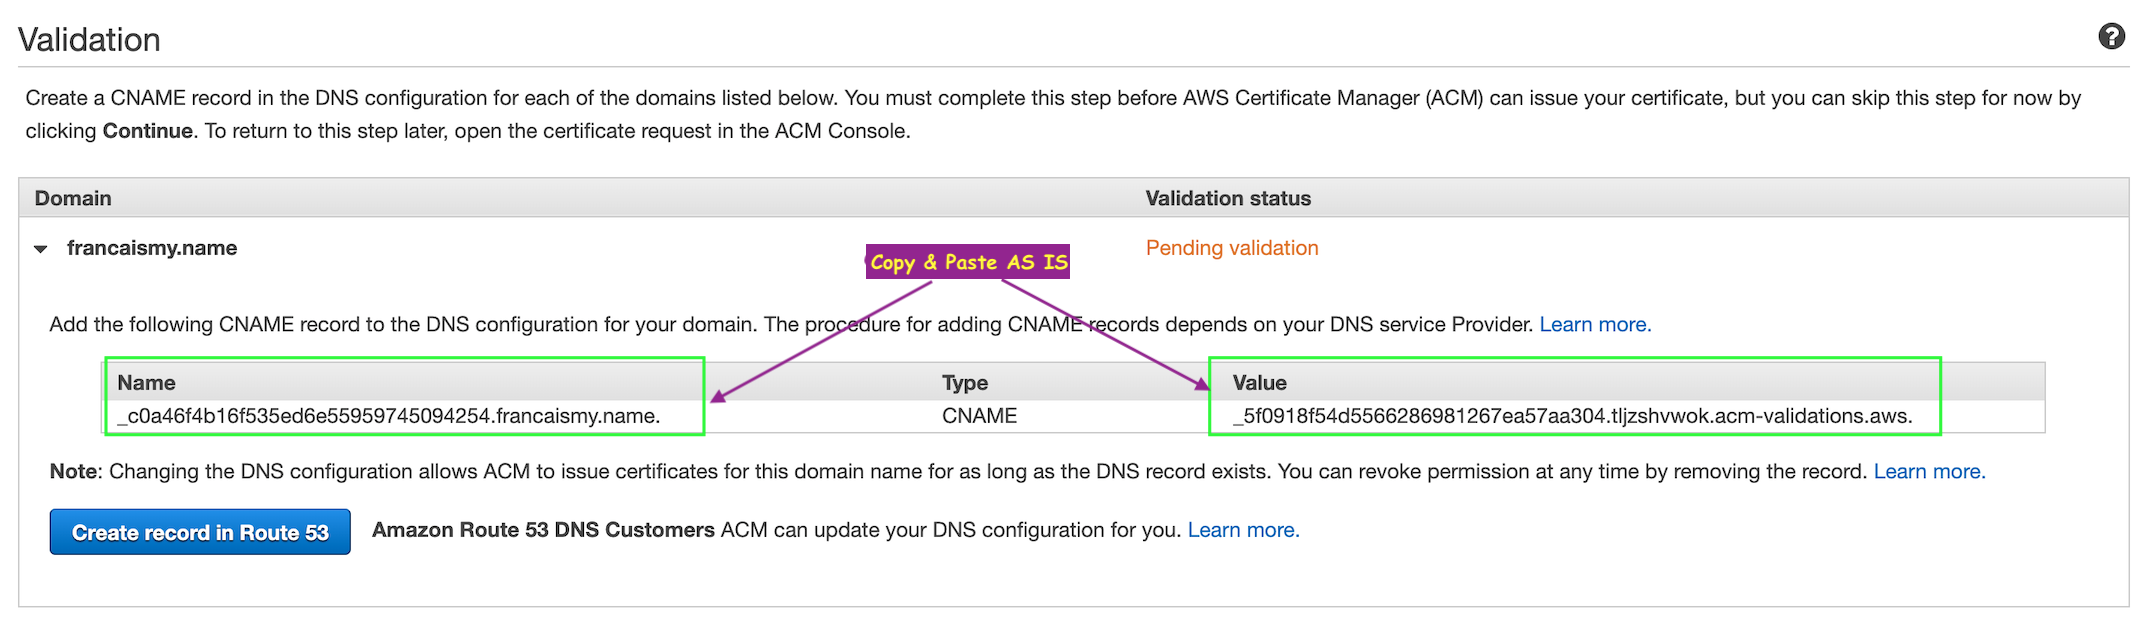 Validation
?
Create a CNAME record in the DNS configuration for each of the domains listed below. You must complete this step before AWS Certificate Manager (ACM) can issue your certificate, but you can skip this step for now by
clicking Continue. To return to this step later, open the certificate request in the ACM Console.
Domain Validation status
francaismy.name Pending validation
Copy & Paste AS IS
Add the following CNAME record to the DNS configuration for your domain. The procedure for adding CNAME records depends on your DNS service Provider. Learn more.
Name Type Value
_c0a46f4b16f535ed6e55959745094254.francaismy.name. CNAME _5f0918f54d5566286981267ea57aa304.tljzshvwok.acm-validations.aws.
Note: Changing the DNS configuration allows ACM to issue certificates for this domain name for as long as the DNS record exists. You can revoke permission at any time by removing the record. Learn more.
Create record in Route 53 Amazon Route 53 DNS Customers ACM can update your DNS configuration for you. Learn more.